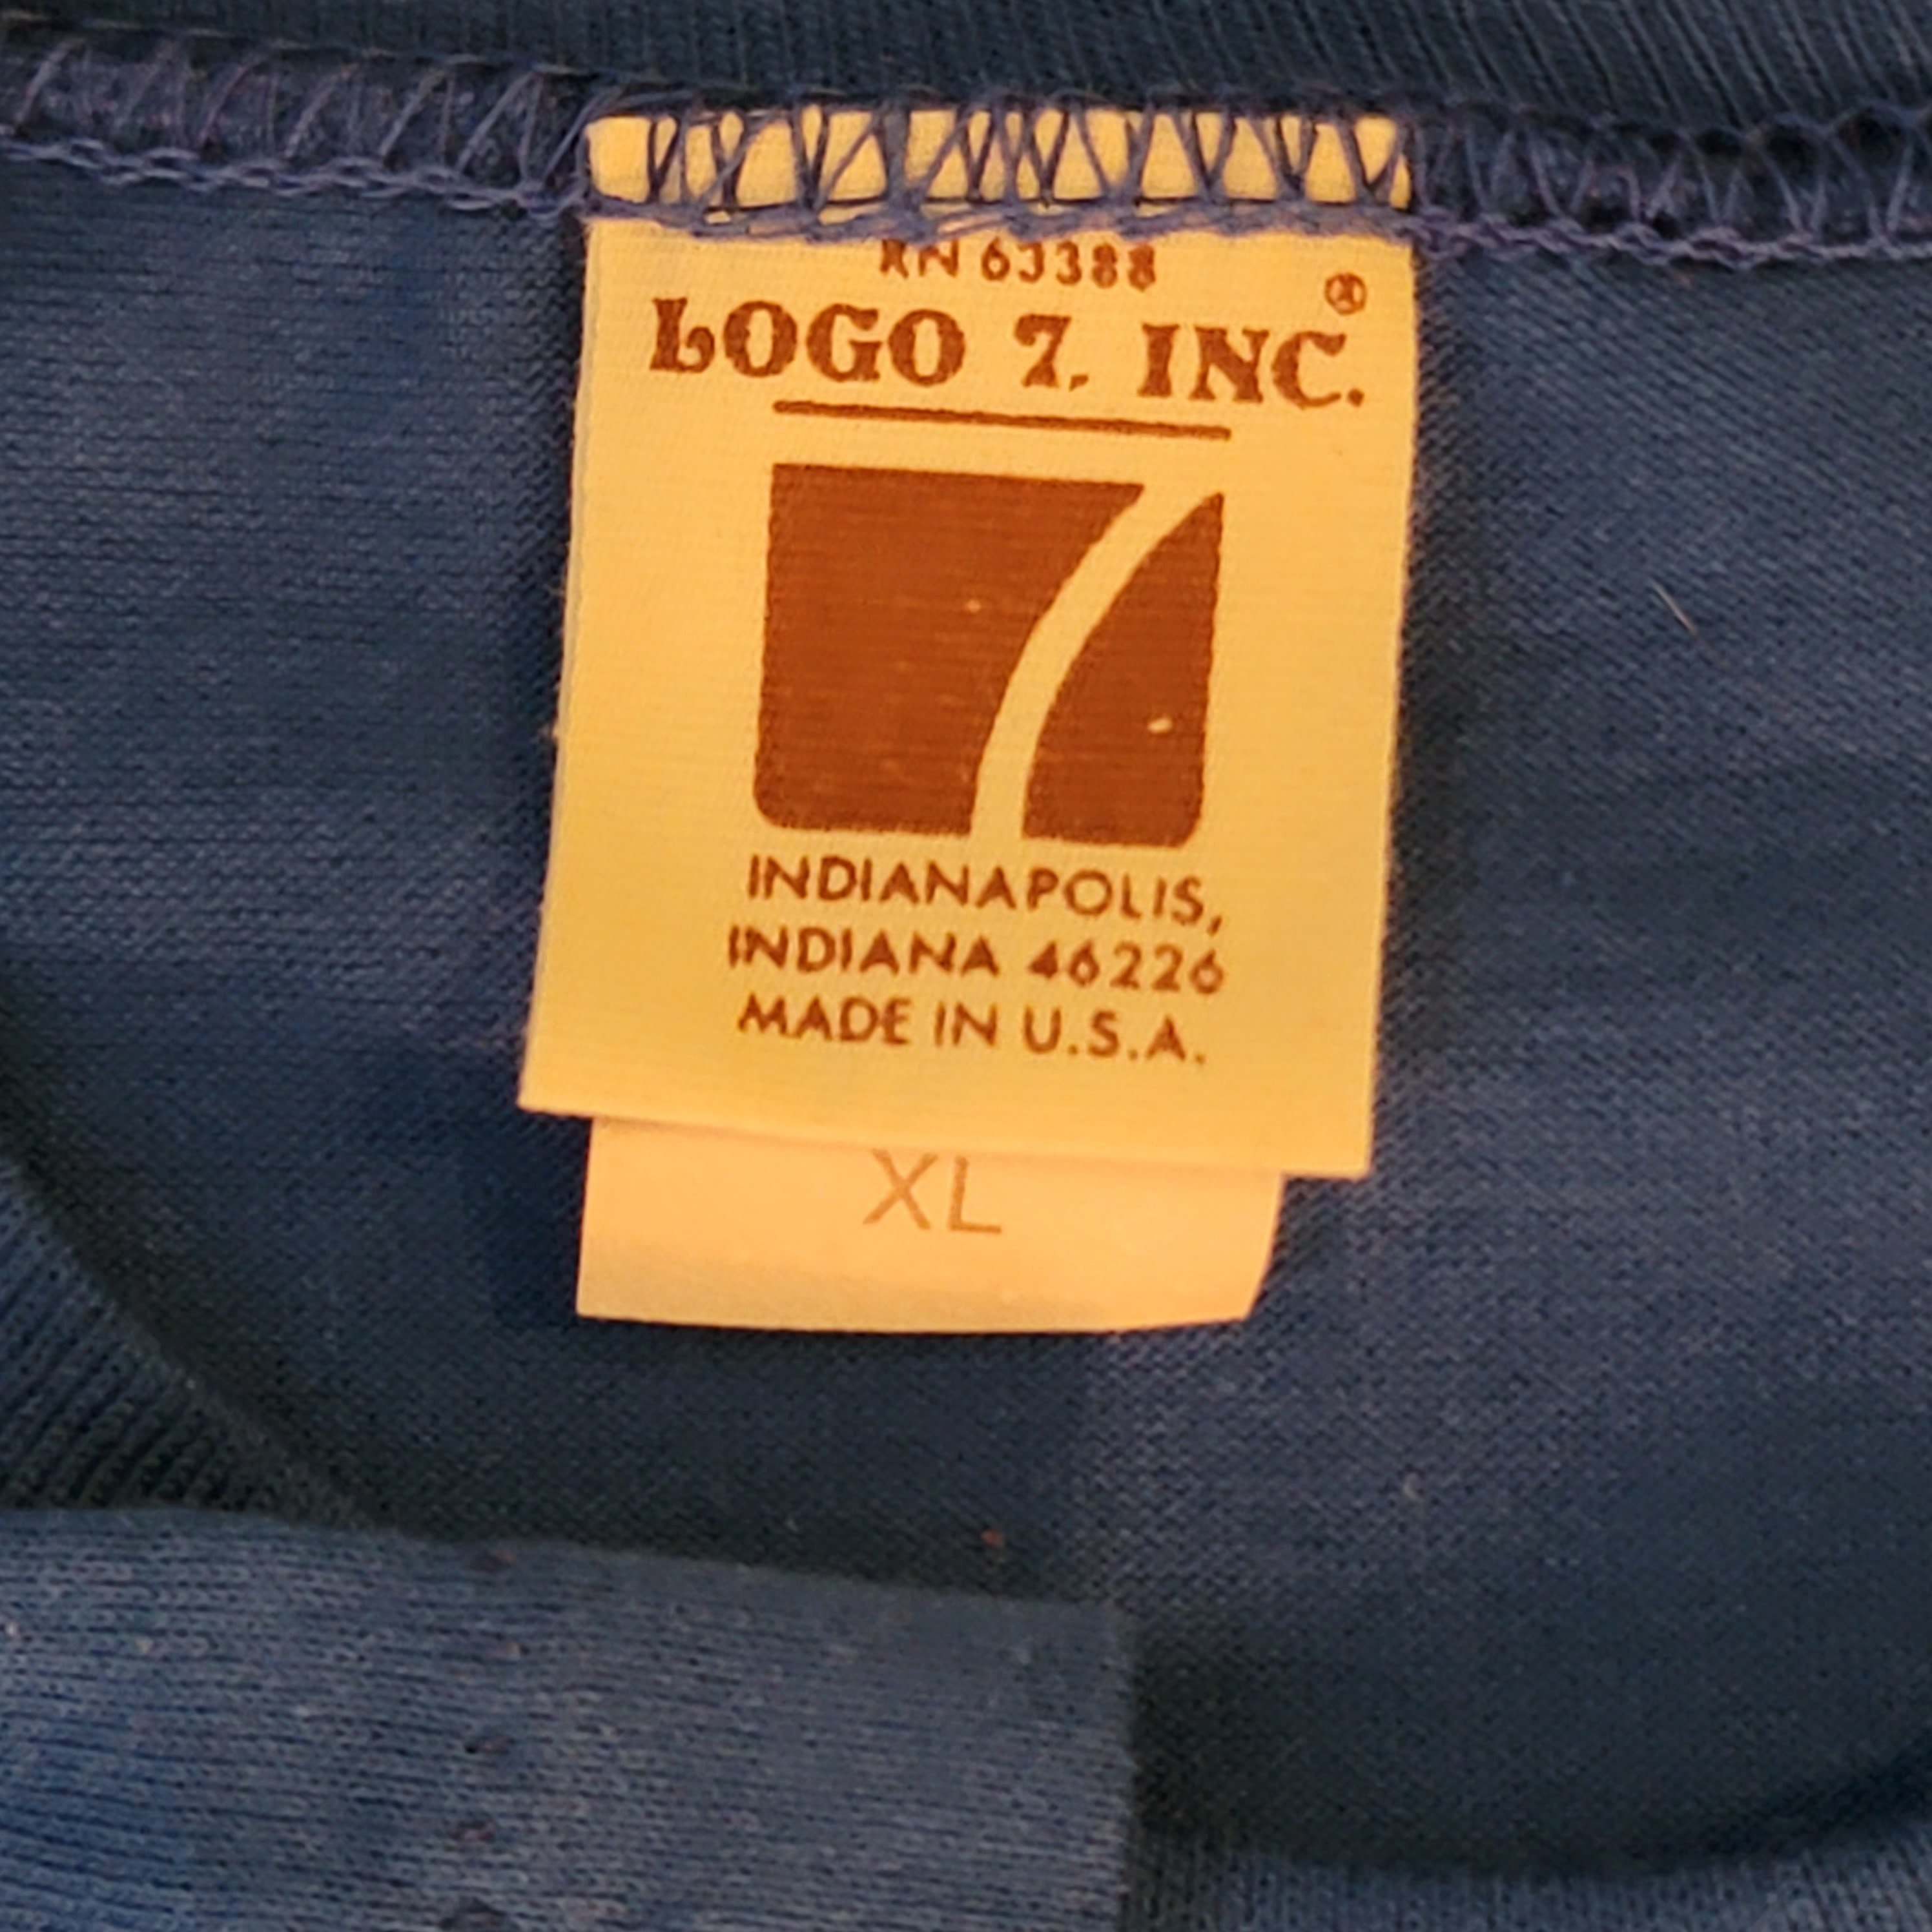 RN 63388
LOGO 7, INC.®
7
INDIANAPOLIS,
INDIANA 46226
MADE IN U.S.A.
XL